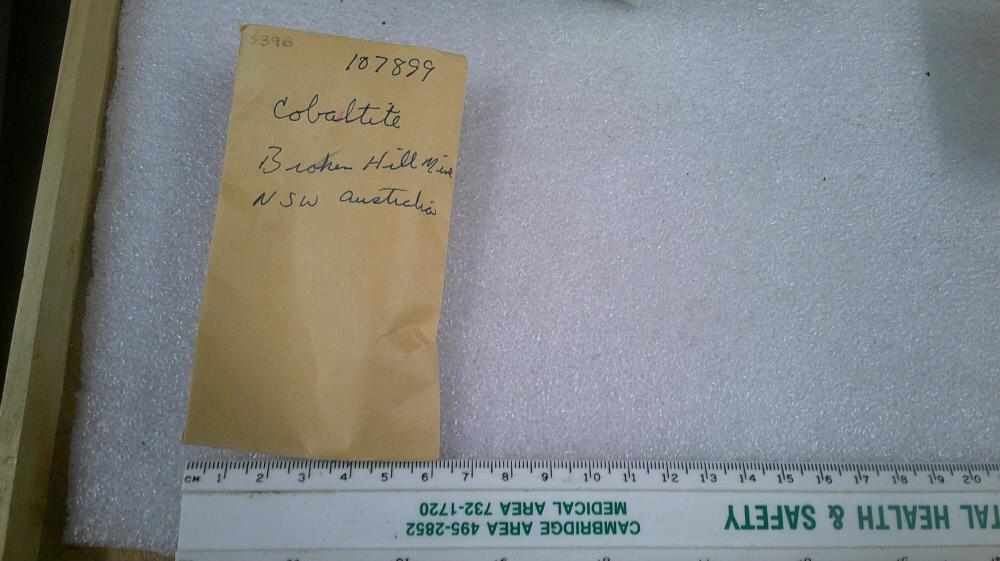 S39B
107899
Cobaltite
Broken Hill Mine
NSW Australia
CM 1 2 3 4 5 6 7 8 9 10 11 12 13 14 15 16 17 18 19 20
CAMBRIDGE AREA 495-2852
MEDICAL AREA 732-1720
TAL HEALTH & SAFETY